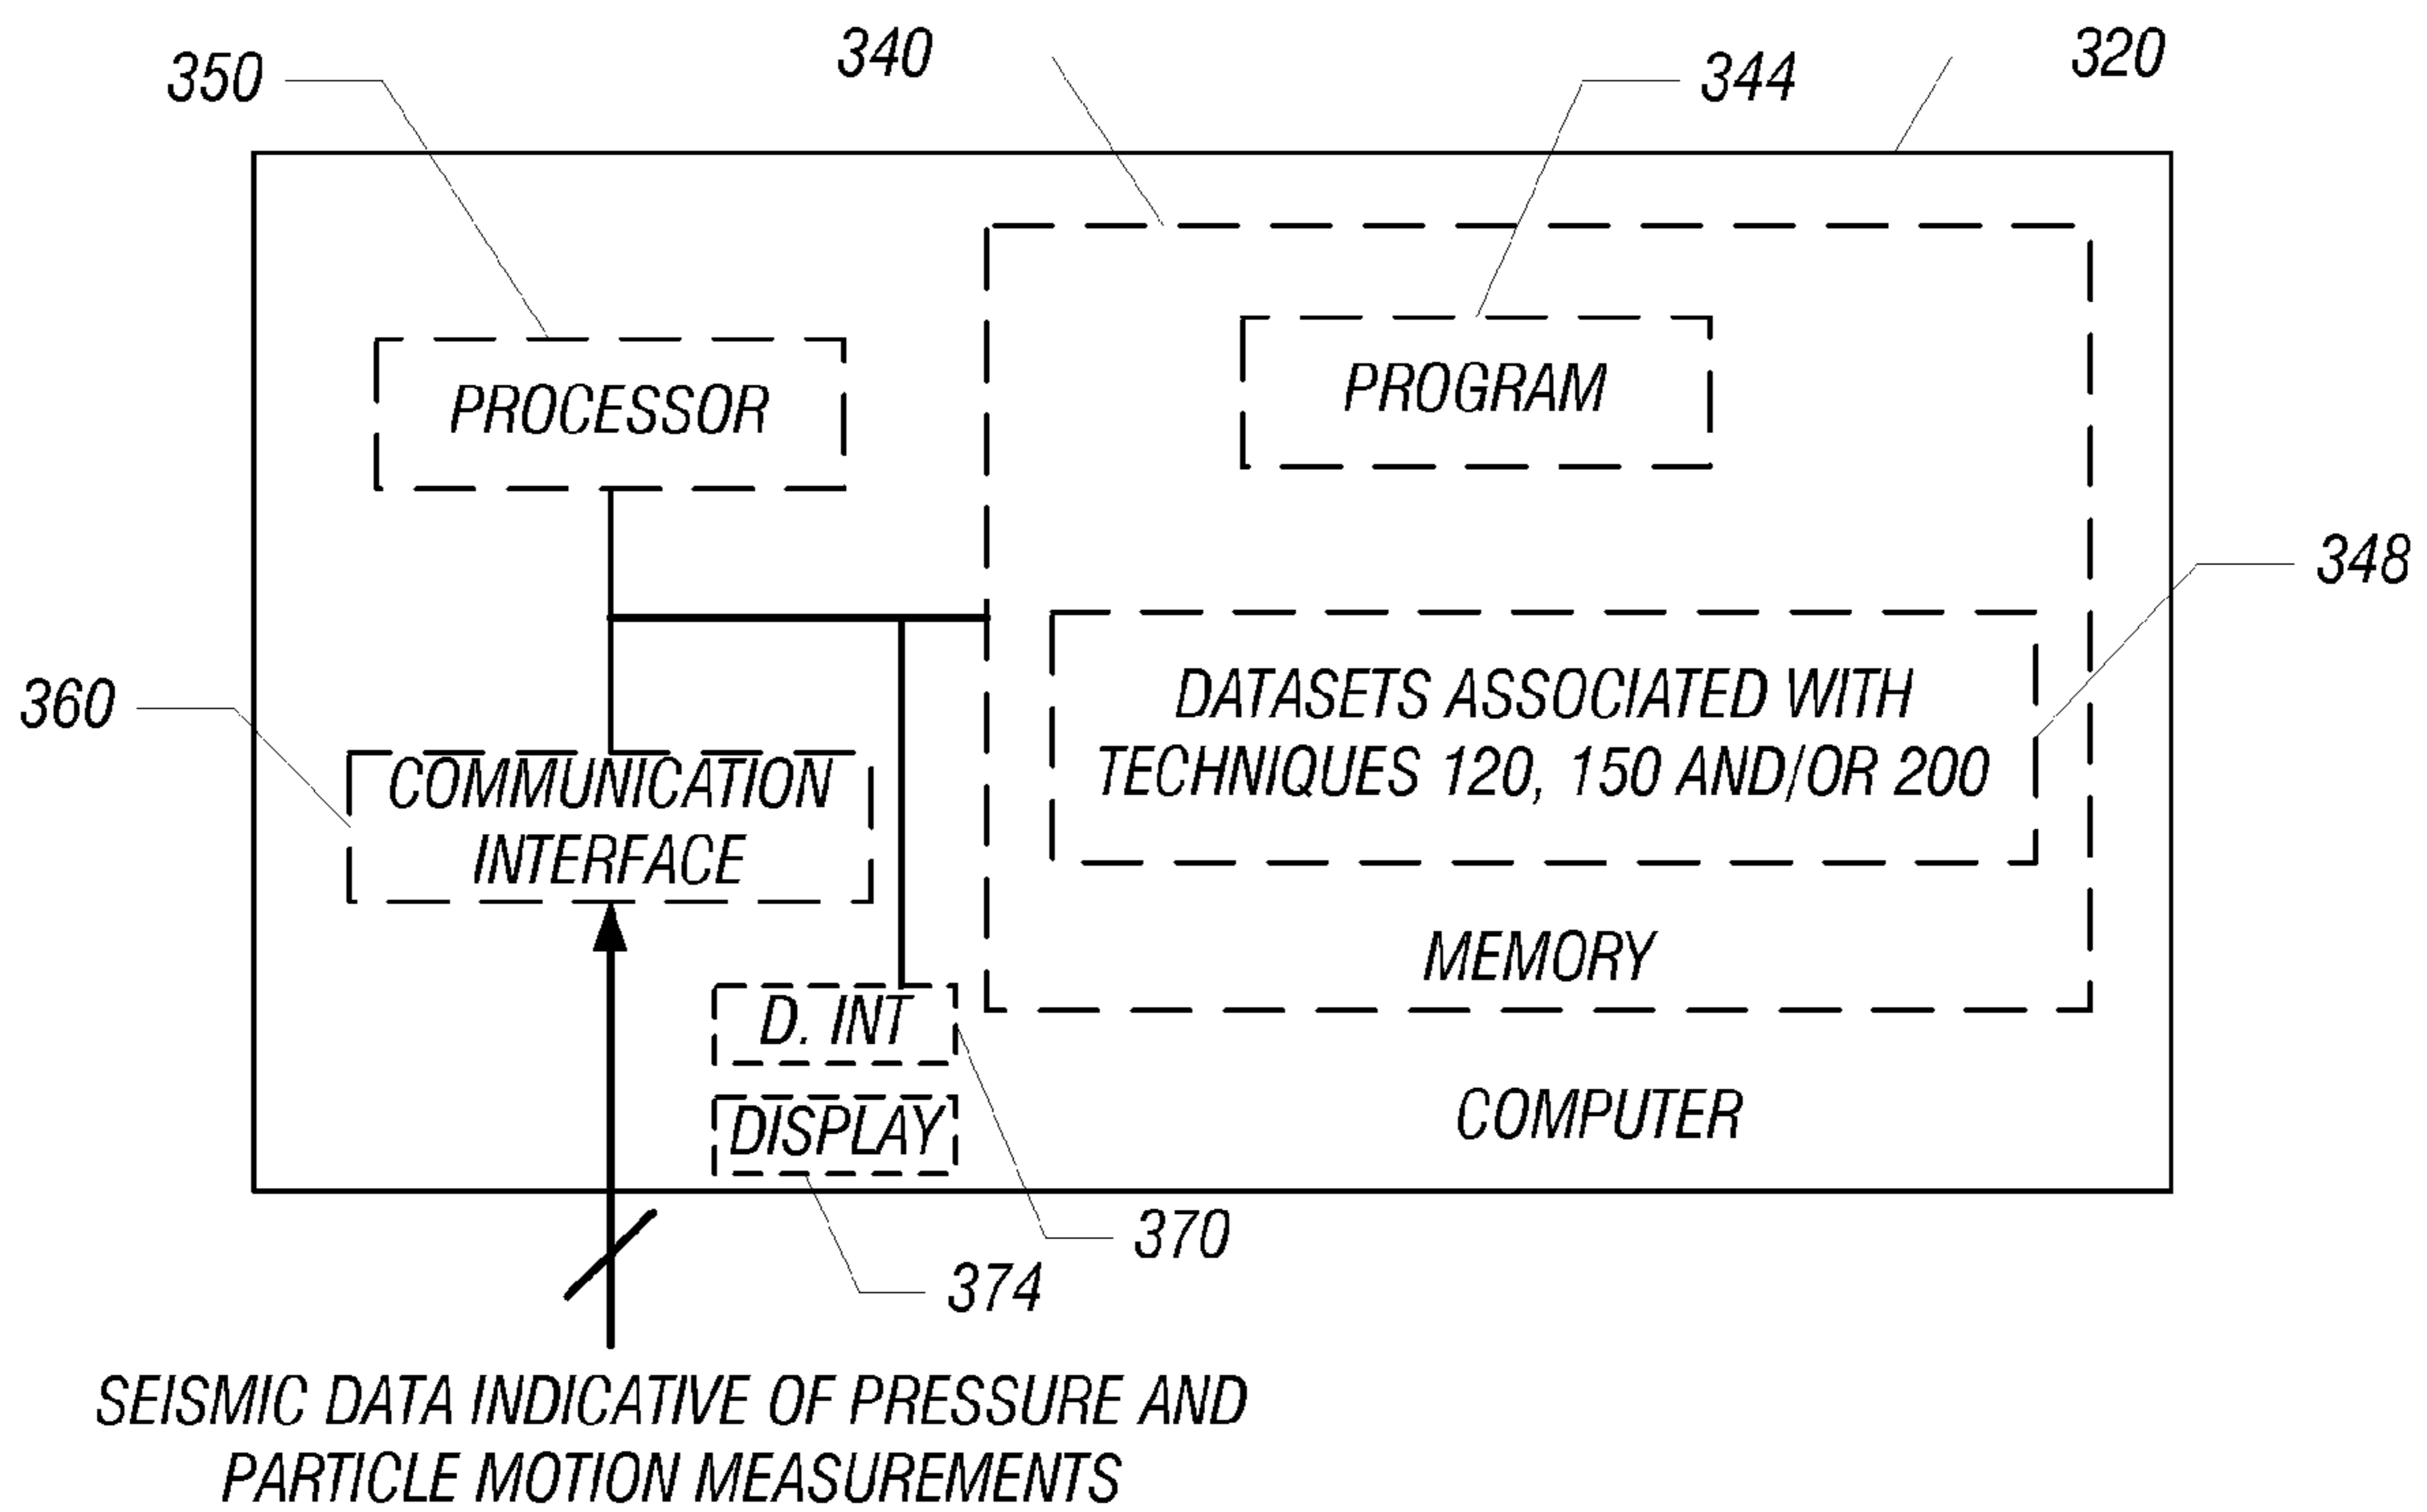 340
320
350
344
PROCESSOR
PROGRAM
348
360
DATASETS ASSOCIATED WITH
TECHNIQUES 120, 150 AND/OR 200
COMMUNICATION
INTERFACE
MEMORY
D. INT
DISPLAY
COMPUTER
370
374
SEISMIC DATA INDICATIVE OF PRESSURE AND
PARTICLE MOTION MEASUREMENTS